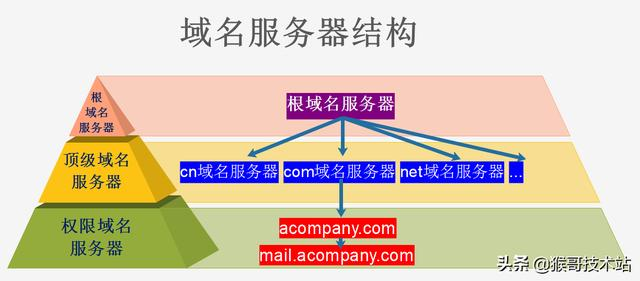 域名服务器结构
根
域名
服务器
根域名服务器
顶级域名
服务器
cn域名服务器
com域名服务器
net域名服务器
...
权限域名
服务器
acompany.com
mail.acompany.com
头条 @猴哥技术站